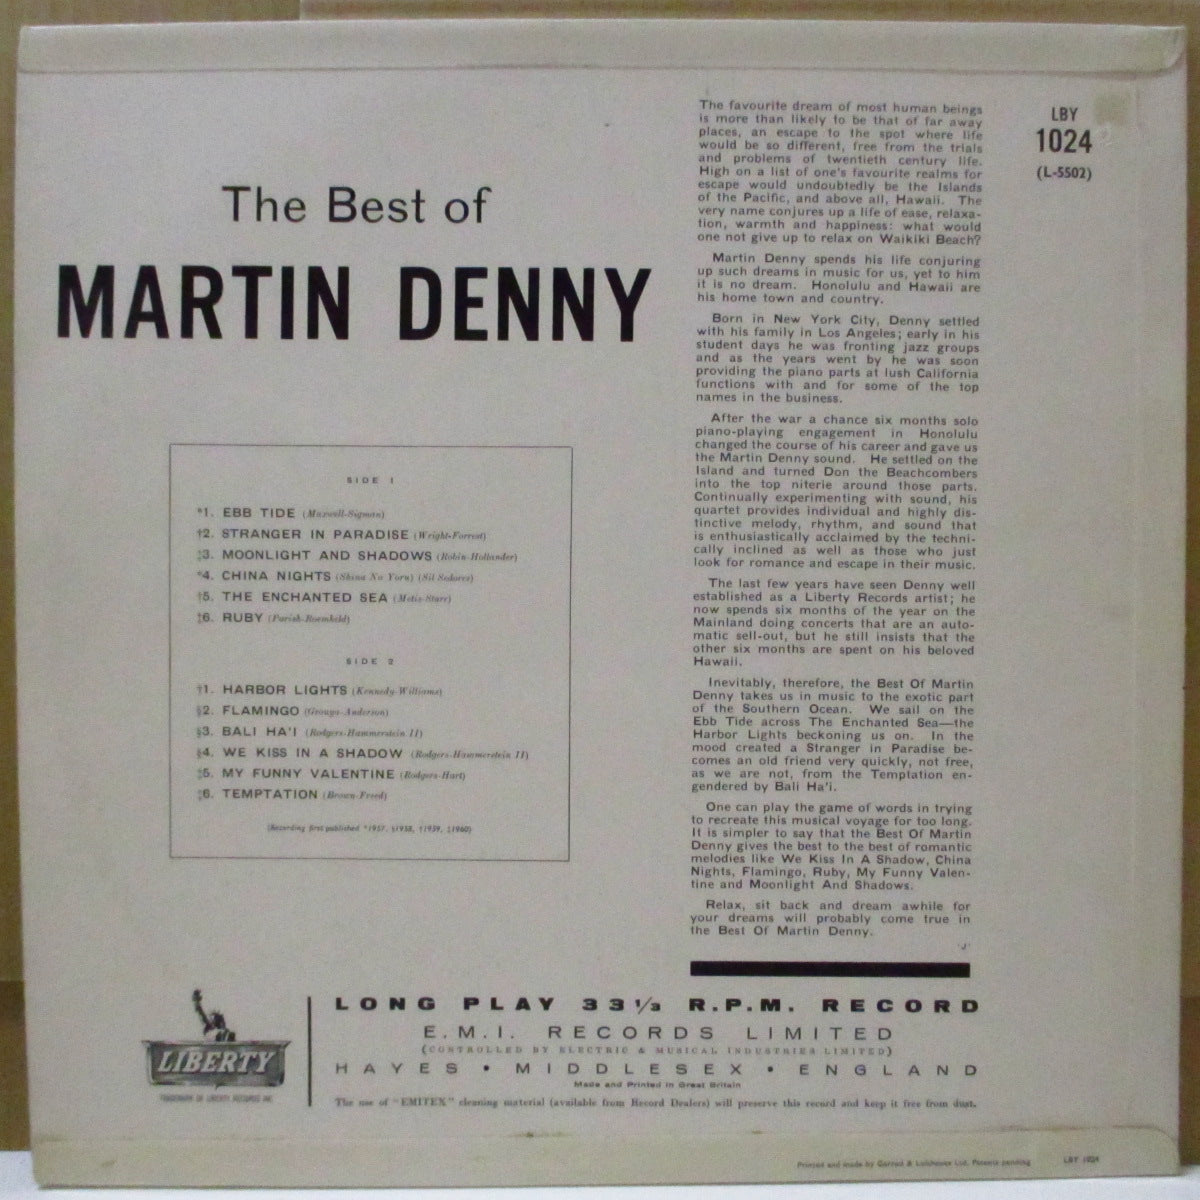 The Best of
MARTIN DENNY
SIDE 1
*1. EBB TIDE (Maxwell-Sigman)
†2. STRANGER IN PARADISE (Wright-Forrest)
‡3. MOONLIGHT AND SHADOWS (Robin-Hollander)
*4. CHINA NIGHTS (Shina No Yoru) (Sil Sedores)
†5. THE ENCHANTED SEA (Metis-Starr)
‡6. RUBY (Parish-Roemheld)
SIDE 2
†1. HARBOR LIGHTS (Kennedy-Williams)
§2. FLAMINGO (Grouya-Anderson)
§3. BALI HA'I (Rodgers-Hammerstein II)
§4. WE KISS IN A SHADOW (Rodgers-Hammerstein II)
‡5. MY FUNNY VALENTINE (Rodgers-Hart)
‡6. TEMPTATION (Brown-Freed)
(Recording first published *1957, §1958, †1959, ‡1960)
The favourite dream of most human beings
is more than likely to be that of far away
places, an escape to the spot where life
would be so different, free from the trials
and problems of twentieth century life.
High on a list of one's favourite realms for
escape would undoubtedly be the Islands
of the Pacific, and above all, Hawaii. The
very name conjures up a life of ease, relaxa-
tion, warmth and happiness: what would
one not give up to relax on Waikiki Beach?
Martin Denny spends his life conjuring
up such dreams in music for us, yet to him
it is no dream. Honolulu and Hawaii are
his home town and country.
Born in New York City, Denny settled
with his family in Los Angeles; early in his
student days he was fronting jazz groups
and as the years went by he was soon
providing the piano parts at lush California
functions with and for some of the top
names in the business.
After the war a chance six months solo
piano-playing engagement in Honolulu
changed the course of his career and gave us
the Martin Denny sound. He settled on the
Island and turned Don the Beachcombers
into the top niterie around those parts.
Continually experimenting with sound, his
quartet provides individual and highly dis-
tinctive melody, rhythm, and sound that
is enthusiastically acclaimed by the techni-
cally inclined as well as those who just
look for romance and escape in their music.
The last few years have seen Denny well
established as a Liberty Records artist; he
now spends six months of the year on the
Mainland doing concerts that are an auto-
matic sell-out, but he still insists that the
other six months are spent on his beloved
Hawaii.
Inevitably, therefore, the Best Of Martin
Denny takes us in music to the exotic part
of the Southern Ocean. We sail on the
Ebb Tide across The Enchanted Sea—the
Harbor Lights beckoning us on. In the
mood created a Stranger in Paradise be-
comes an old friend very quickly, not free,
as we are not, from the Temptation en-
gendered by Bali Ha'i.
One can play the game of words in trying
to recreate this musical voyage for too long.
It is simpler to say that the Best Of Martin
Denny gives the best to the best of romantic
melodies like We Kiss In A Shadow, China
Nights, Flamingo, Ruby, My Funny Valen-
tine and Moonlight And Shadows.
Relax, sit back and dream awhile for
your dreams will probably come true in
the Best Of Martin Denny.
'J'
LBY
1024
(L-5502)
LIBERTY
TRADEMARK OF LIBERTY RECORDS INC
LONG PLAY 33⅓ R.P.M. RECORD
E.M.I. RECORDS LIMITED
(CONTROLLED BY ELECTRIC & MUSICAL INDUSTRIES LIMITED)
HAYES • MIDDLESEX • ENGLAND
Made and Printed in Great Britain
The use of "EMITEX" cleaning material (available from Record Dealers) will preserve this record and keep it free from dust.
Printed and made by Garrod & Lofthouse Ltd. Patents pending
LBY 1024